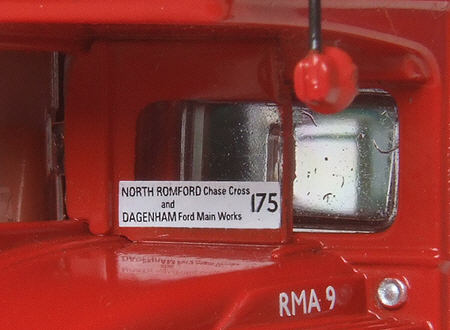 NORTH ROMFORD Chase Cross
and
DAGENHAM Ford Main Works
175
RMA 9